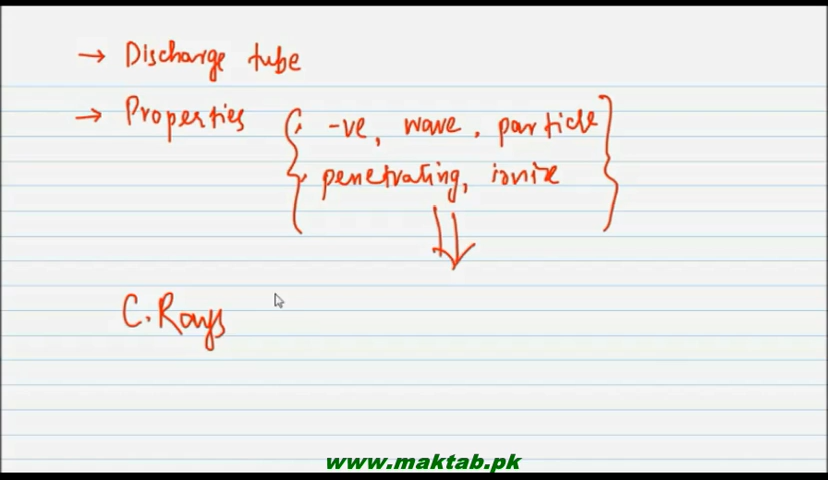 → Discharge tube
→ Properties { -ve, wave, particle
penetrating, ionize }
C. Rays
www.maktab.pk